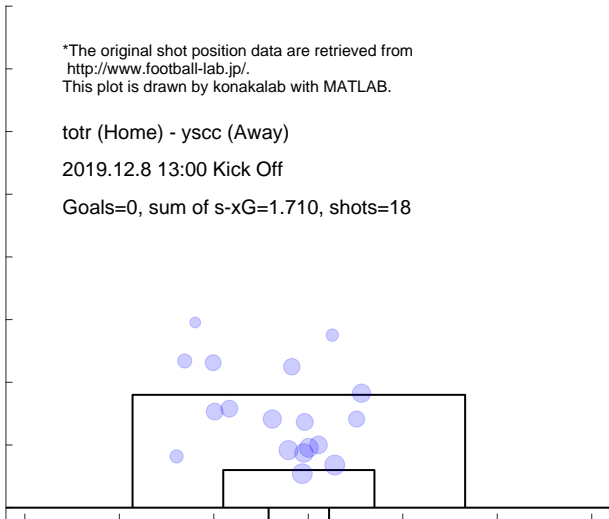 *The original shot position data are retrieved from
http://www.football-lab.jp/.
This plot is drawn by konakalab with MATLAB.
totr (Home) - yscc (Away)
2019.12.8 13:00 Kick Off
Goals=0, sum of s-xG=1.710, shots=18